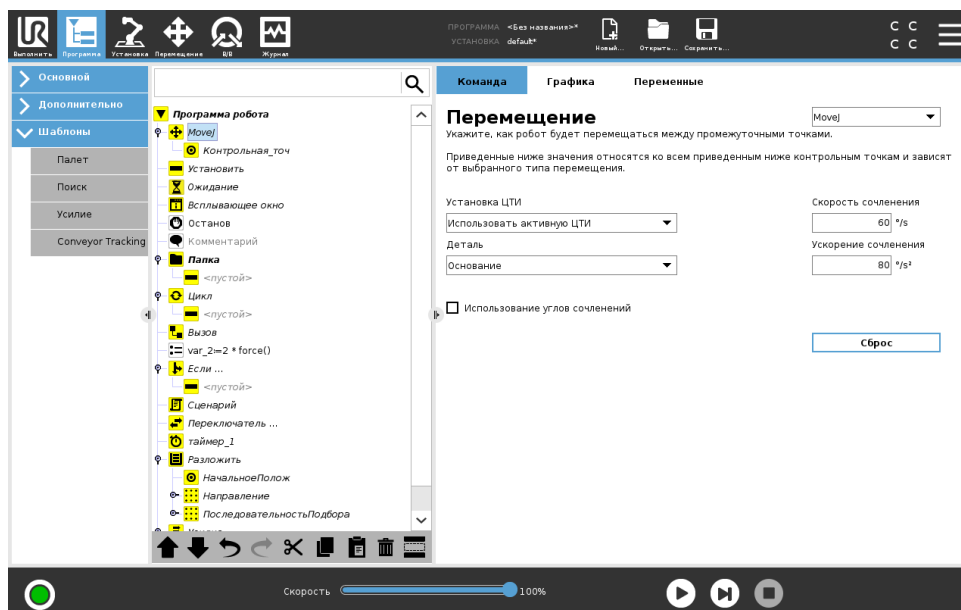 UR
ПРОГРАММА <Без названия>*
УСТАНОВКА default*
Выполнить
Программа
Установка
Перемещение
В/В
Журнал
Новый...
Открыть...
Сохранить...
C C
C C
Основной
Дополнительно
Шаблоны
Палет
Поиск
Усилие
Conveyor Tracking
Программа робота
MoveJ
Контрольная_точ
Установить
Ожидание
Всплывающее окно
Останов
Комментарий
Папка
<пустой>
Цикл
<пустой>
Вызов
var_2≔2 * force()
Если ...
<пустой>
Сценарий
Переключатель ...
таймер_1
Разложить
НачальноеПолож
Направление
ПоследовательностьПодбора
Команда
Графика
Переменные
Перемещение
MoveJ
Укажите, как робот будет перемещаться между промежуточными точками.
Приведенные ниже значения относятся ко всем приведенным ниже контрольным точкам и зависят
от выбранного типа перемещения.
Установка ЦТИ
Скорость сочленения
Использовать активную ЦТИ
60 °/s
Деталь
Ускорение сочленения
Основание
80 °/s²
Использование углов сочленений
Сброс
Скорость
100%